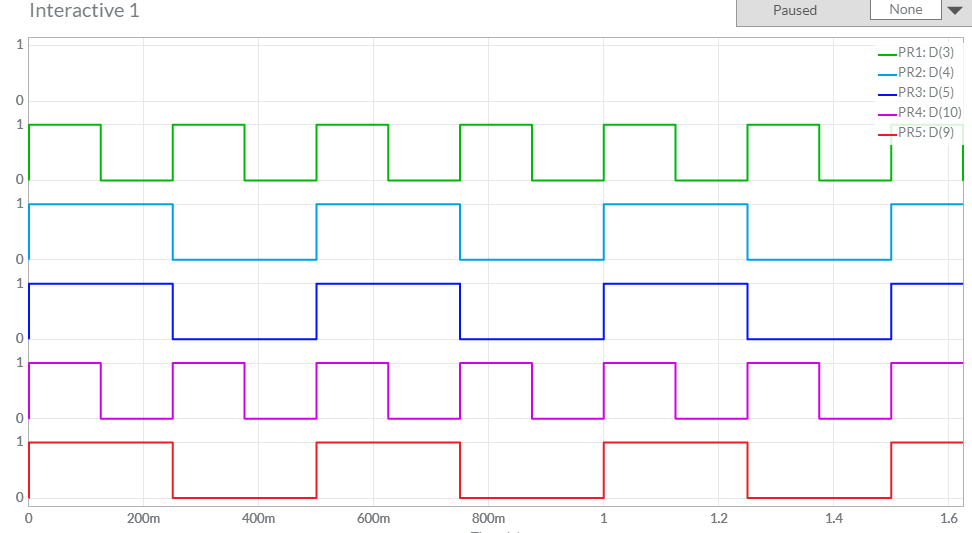 Interactive 1
Paused
None
PR1: D(3)
PR2: D(4)
PR3: D(5)
PR4: D(10)
PR5: D(9)
1
0
1
0
1
0
1
0
1
0
1
0
0 200m 400m 600m 800m 1 1.2 1.4 1.6